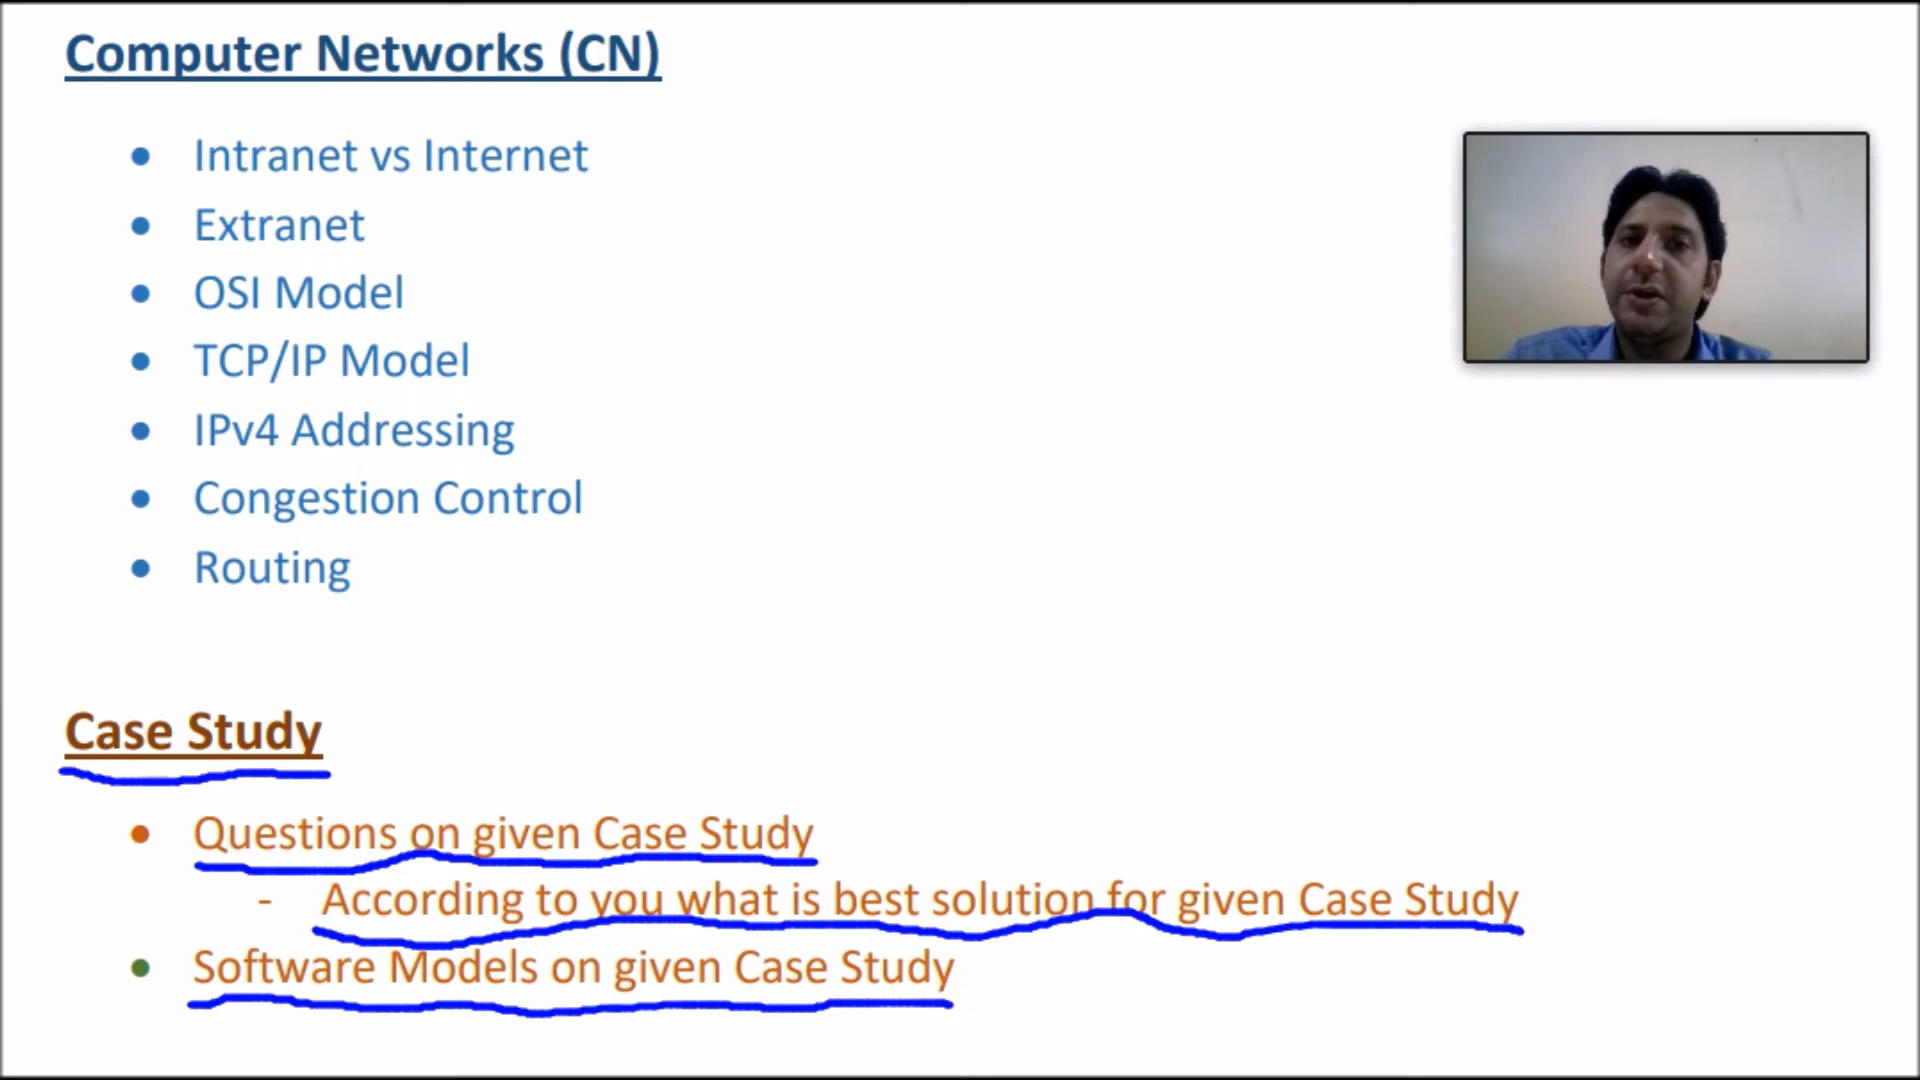 Computer Networks (CN)
• Intranet vs Internet
• Extranet
• OSI Model
• TCP/IP Model
• IPv4 Addressing
• Congestion Control
• Routing
Case Study
• Questions on given Case Study
- According to you what is best solution for given Case Study
• Software Models on given Case Study